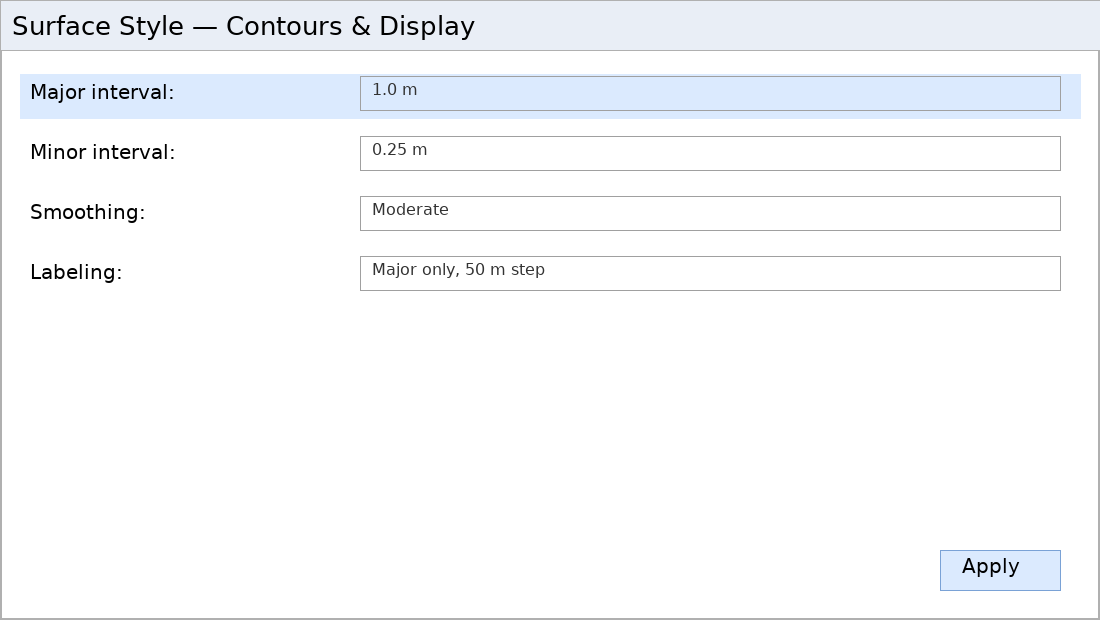 Surface Style — Contours & Display
Major interval: 1.0 m
Minor interval: 0.25 m
Smoothing: Moderate
Labeling: Major only, 50 m step
Apply